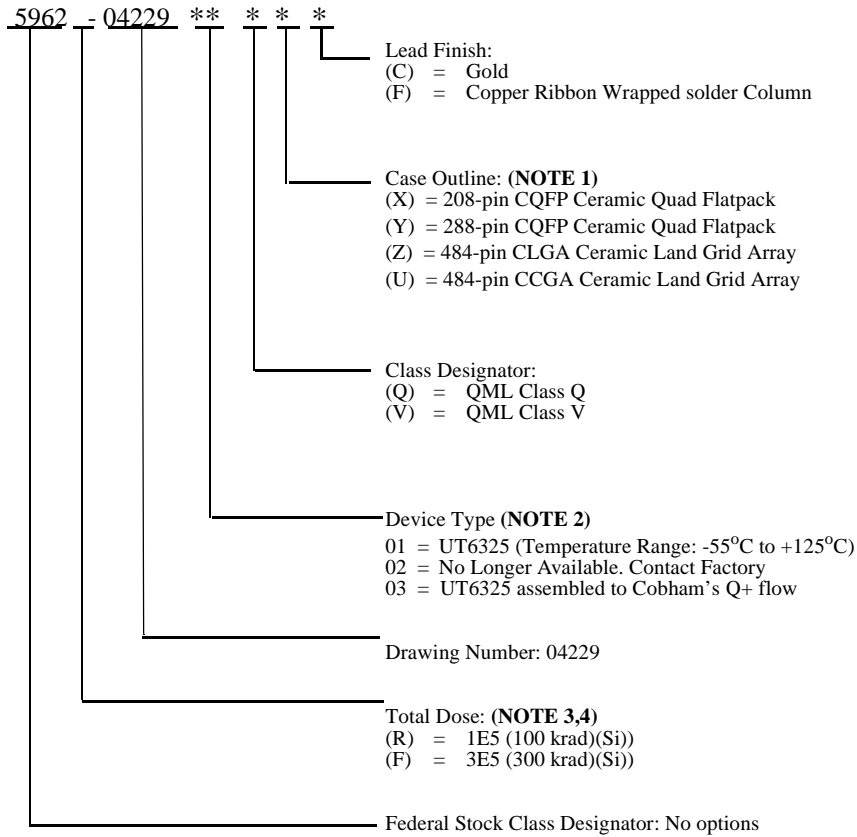 5962 - 04229 ** * * *
Lead Finish:
(C) = Gold
(F) = Copper Ribbon Wrapped solder Column
Case Outline: (NOTE 1)
(X) = 208-pin CQFP Ceramic Quad Flatpack
(Y) = 288-pin CQFP Ceramic Quad Flatpack
(Z) = 484-pin CLGA Ceramic Land Grid Array
(U) = 484-pin CCGA Ceramic Land Grid Array
Class Designator:
(Q) = QML Class Q
(V) = QML Class V
Device Type (NOTE 2)
01 = UT6325 (Temperature Range: -55°C to +125°C)
02 = No Longer Available. Contact Factory
03 = UT6325 assembled to Cobham's Q+ flow
Drawing Number: 04229
Total Dose: (NOTE 3,4)
(R) = 1E5 (100 krad)(Si))
(F) = 3E5 (300 krad)(Si))
Federal Stock Class Designator: No options